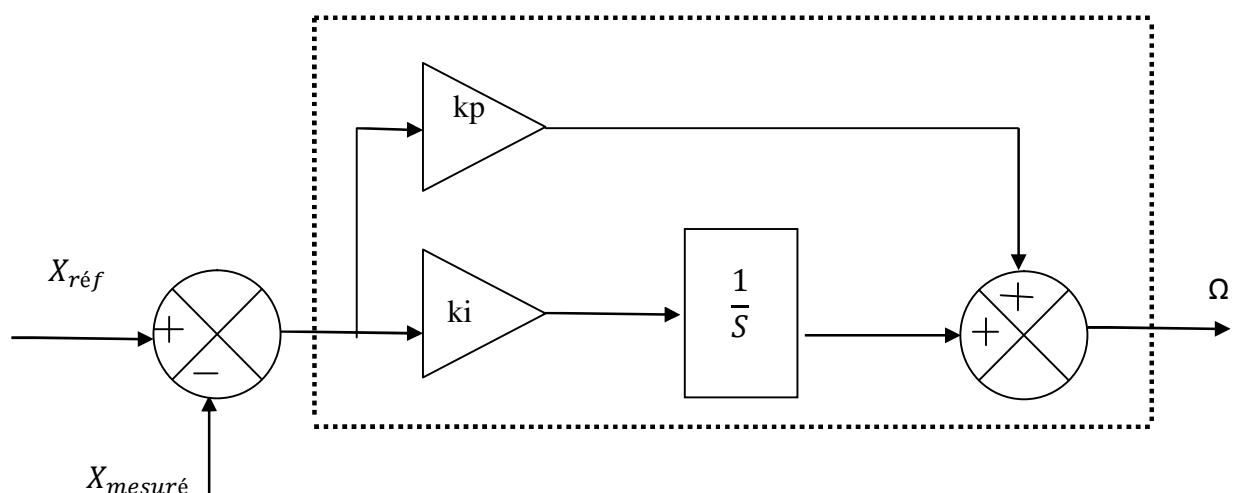 kp
X_réf
+
−
ki
1
S
+
+
Ω
X_mesuré